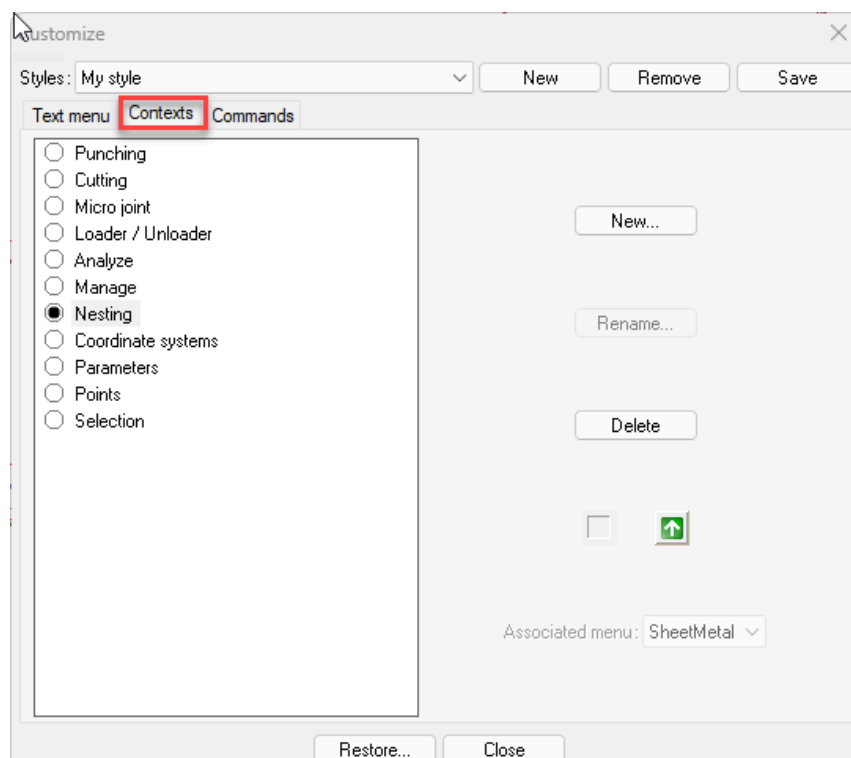 Customize
Styles: My style New Remove Save
Text menu Contexts Commands
Punching
Cutting
Micro joint
Loader / Unloader
Analyze
Manage
Nesting
Coordinate systems
Parameters
Points
Selection
New...
Rename...
Delete
Associated menu: SheetMetal
Restore... Close